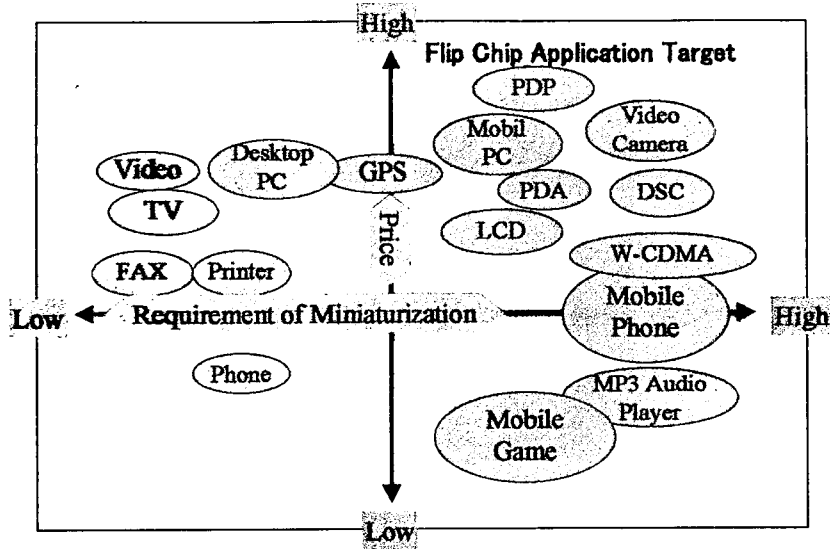 High
Flip Chip Application Target
PDP
Mobil
PC
Video
Camera
Desktop
PC
Video
GPS
PDA
DSC
TV
Price
LCD
W-CDMA
FAX
Printer
Mobile
Phone
Low
Requirement of Miniaturization
High
Phone
MP3 Audio
Player
Mobile
Game
Low